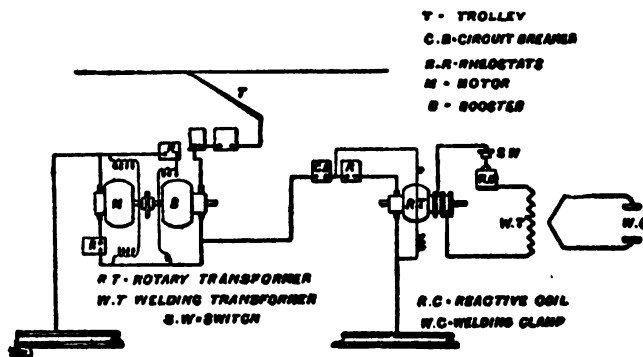 T - TROLLEY
C.B-CIRCUIT BREAKER
R-R-RHEOSTATS
M - MOTOR
B - BOOSTER
T
R
C.B
R
S W
R.C
M
B
R T
W.T
W.C
R
R T - ROTARY TRANSFORMER
W.T WELDING TRANSFORMER
S.W-SWITCH
R.C - REACTIVE COIL
W.C-WELDING CLAMP